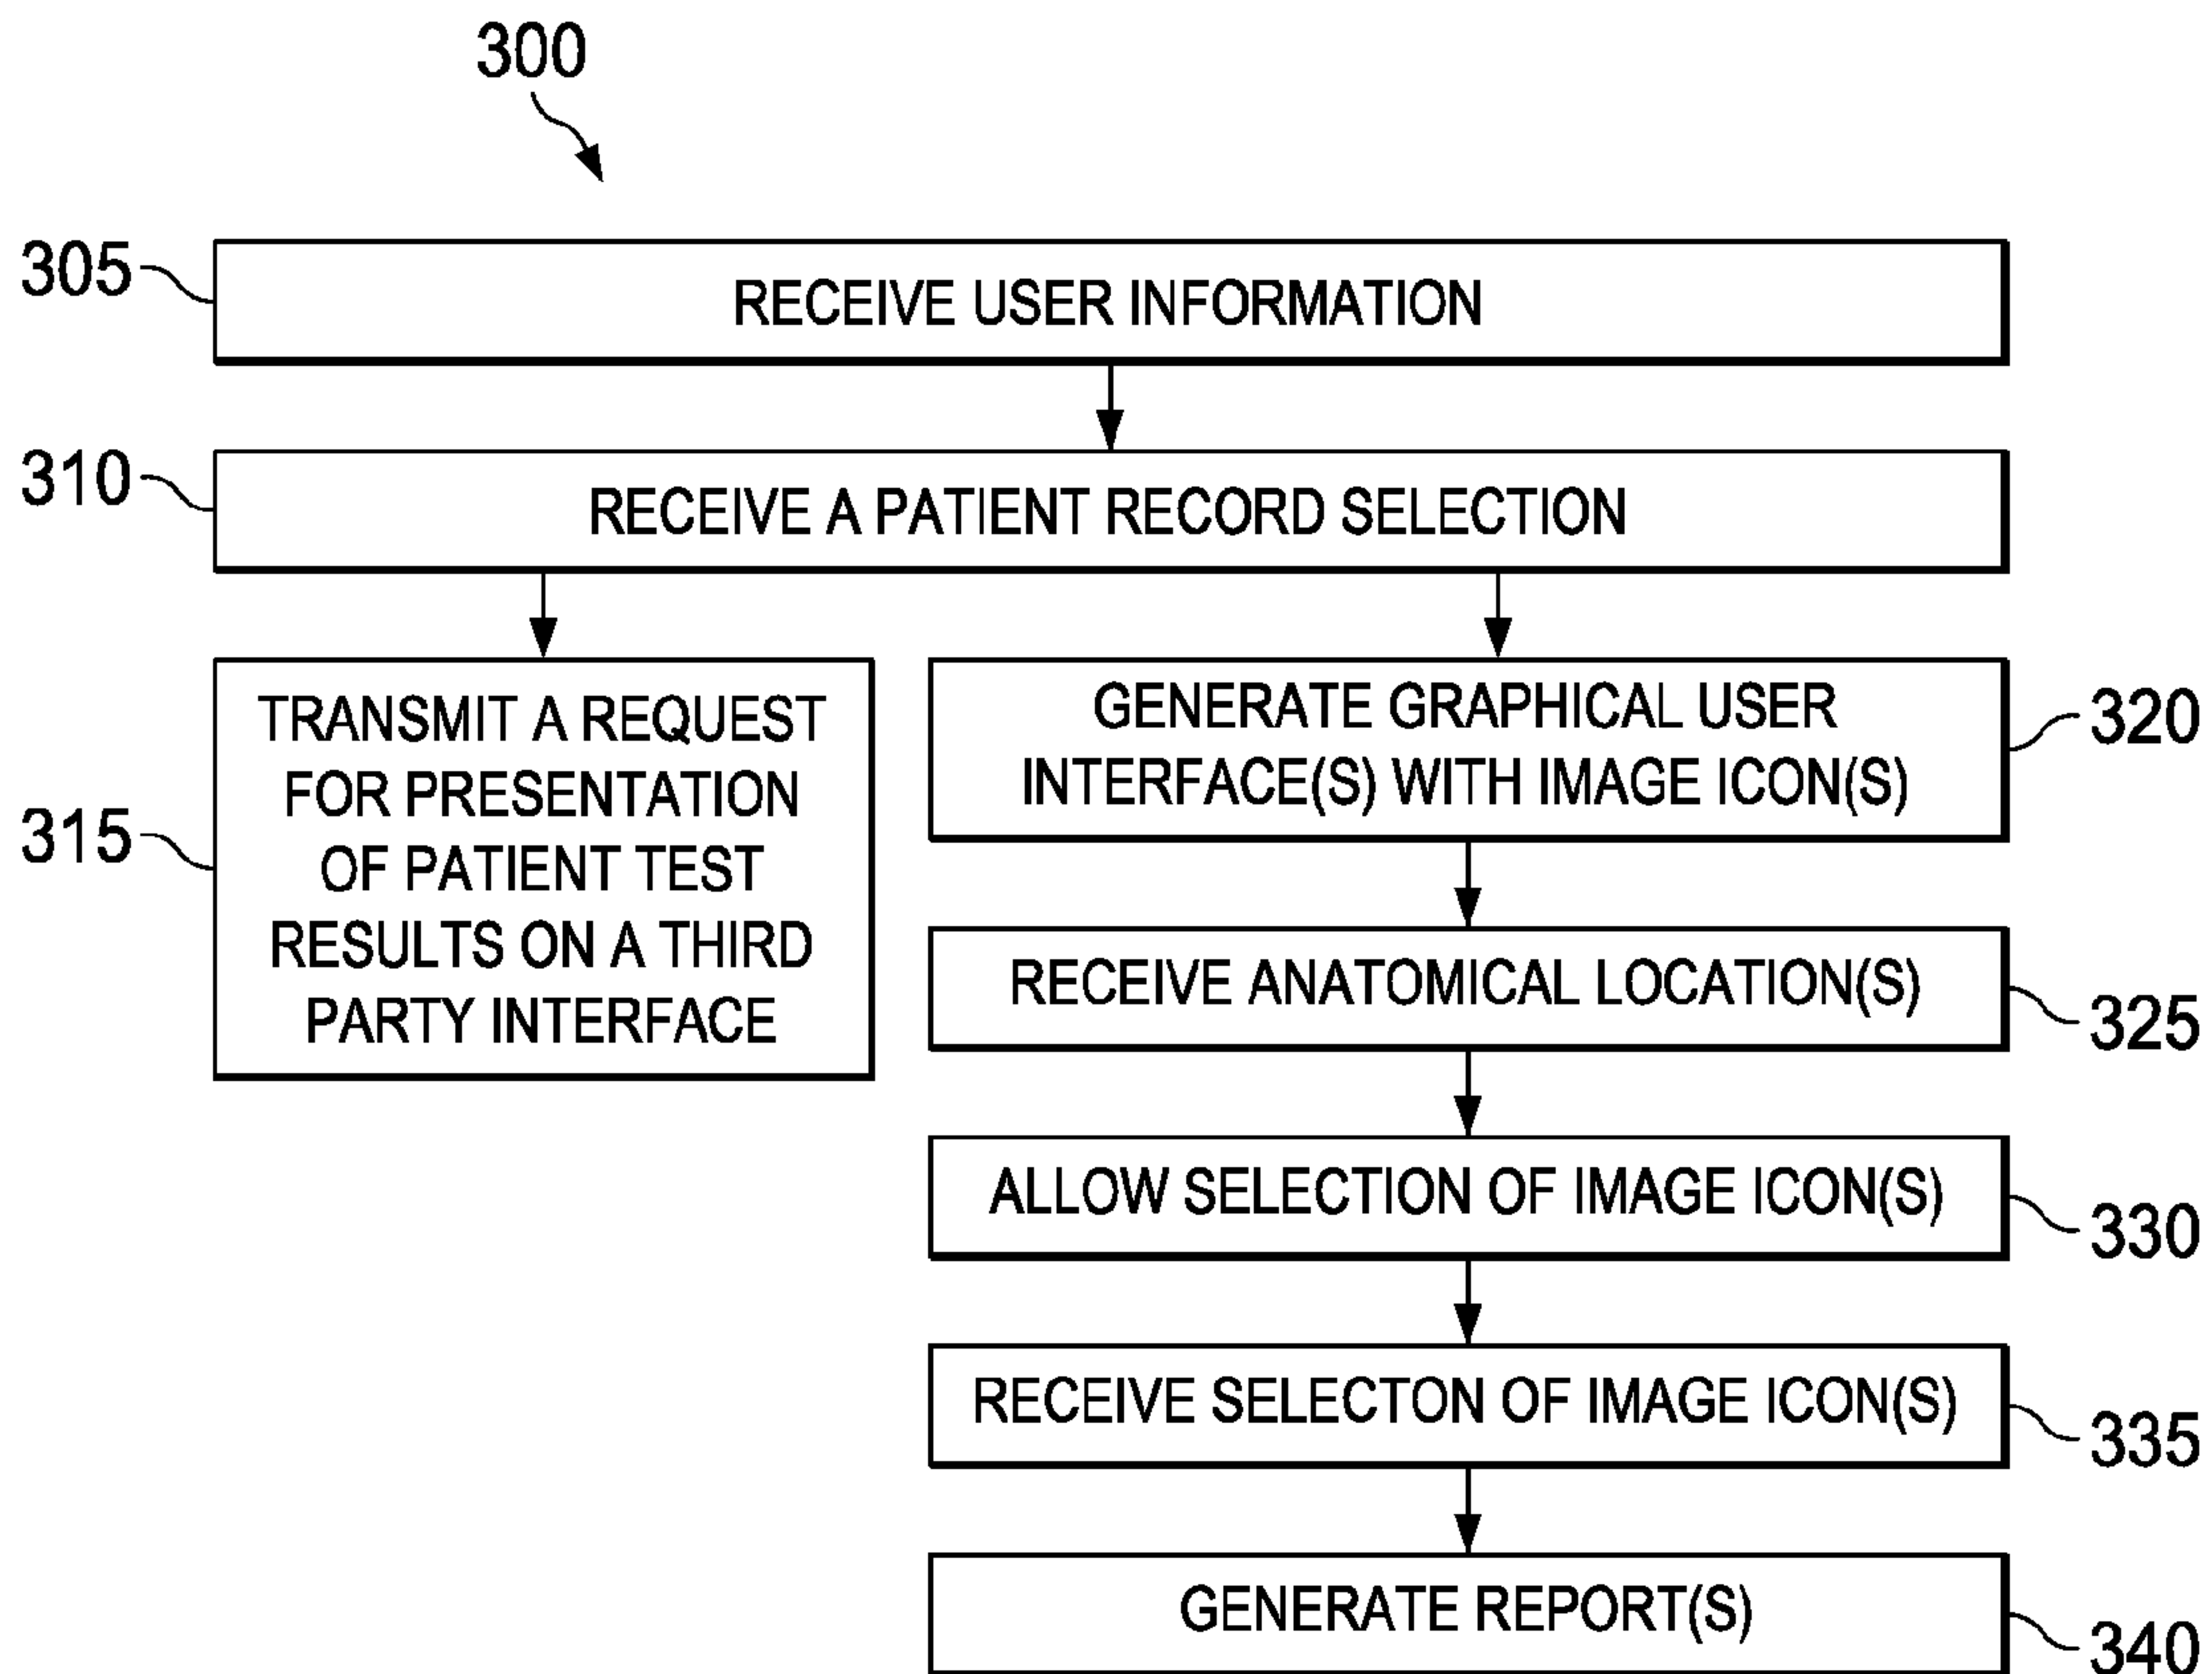 300
305
RECEIVE USER INFORMATION
310
RECEIVE A PATIENT RECORD SELECTION
315
TRANSMIT A REQUEST
FOR PRESENTATION
OF PATIENT TEST
RESULTS ON A THIRD
PARTY INTERFACE
GENERATE GRAPHICAL USER
INTERFACE(S) WITH IMAGE ICON(S)
320
RECEIVE ANATOMICAL LOCATION(S)
325
ALLOW SELECTION OF IMAGE ICON(S)
330
RECEIVE SELECTON OF IMAGE ICON(S)
335
GENERATE REPORT(S)
340